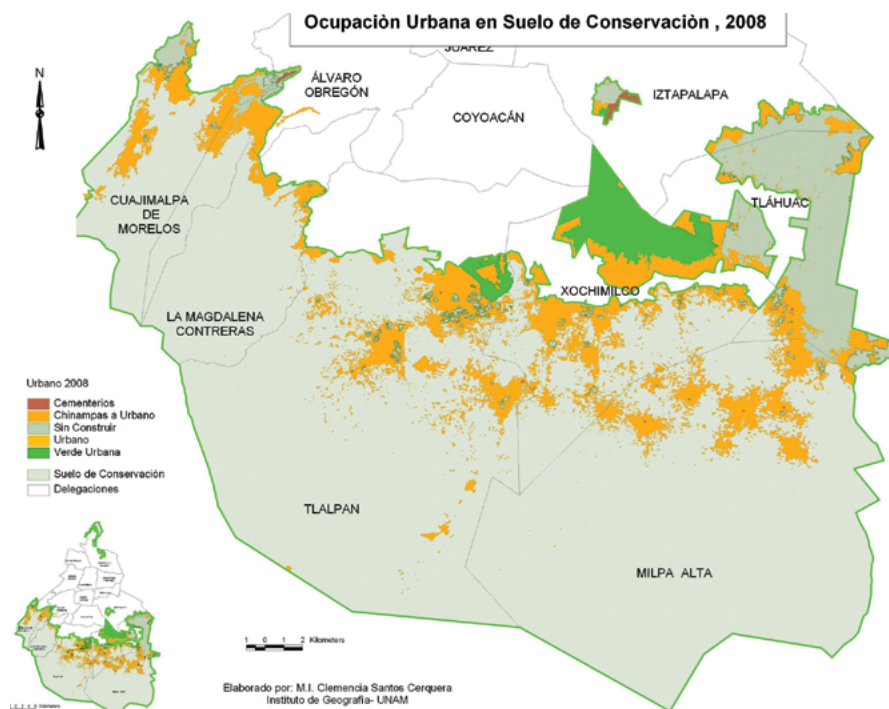 Ocupaciòn Urbana en Suelo de Conservaciòn , 2008
JUÁREZ
N
ÁLVARO
OBREGÓN
IZTAPALAPA
COYOACÁN
TLÁHUAC
CUAJIMALPA
DE
MORELOS
XOCHIMILCO
LA MAGDALENA
CONTRERAS
Urbano 2008
Cementerios
Chinampas a Urbano
Sin Construir
Urbano
Verde Urbana
Suelo de Conservación
Delegaciones
TLALPAN
MILPA ALTA
1 0 1 2 Kilometers
Elaborado por: M.I. Clemencia Santos Cerquera
Instituto de Geografia- UNAM
Kilometers